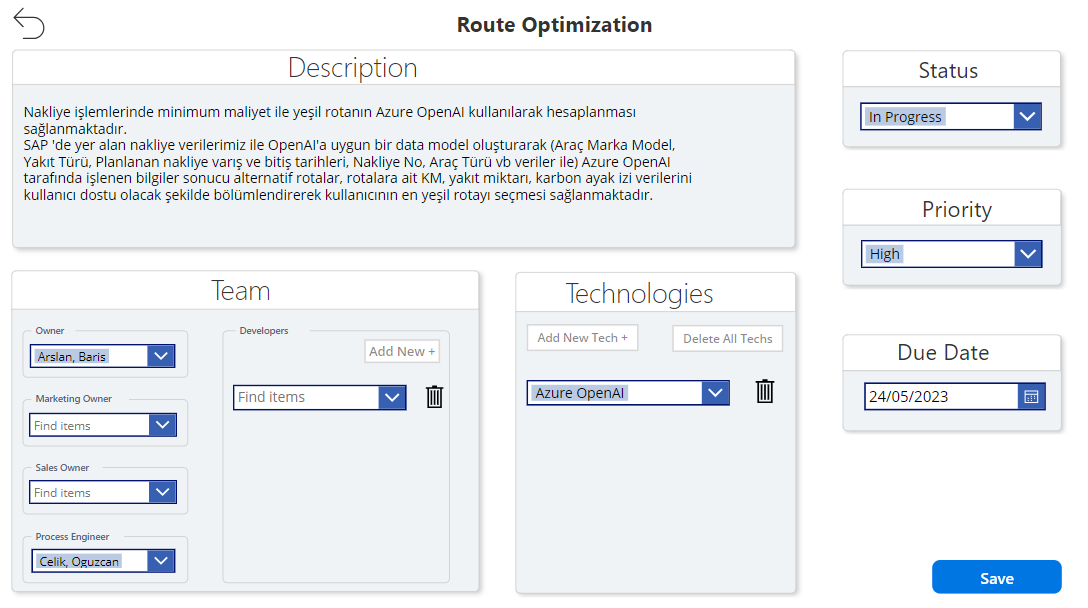 Route Optimization
Description
Nakliye işlemlerinde minimum maliyet ile yeşil rotanın Azure OpenAI kullanılarak hesaplanması
sağlanmaktadır.
SAP 'de yer alan nakliye verilerimiz ile OpenAI'a uygun bir data model oluşturarak (Araç Marka Model,
Yakıt Türü, Planlanan nakliye varış ve bitiş tarihleri, Nakliye No, Araç Türü vb veriler ile) Azure OpenAI
tarafında işlenen bilgiler sonucu alternatif rotalar, rotalara ait KM, yakıt miktarı, karbon ayak izi verilerini
kullanıcı dostu olacak şekilde bölümlendirerek kullanıcının en yeşil rotayı seçmesi sağlanmaktadır.
Status
In Progress
Priority
High
Due Date
24/05/2023
Team
Owner
Arslan, Baris
Marketing Owner
Find items
Sales Owner
Find items
Process Engineer
Celik, Oguzcan
Developers
Add New +
Find items
Technologies
Add New Tech +
Delete All Techs
Azure OpenAI
Save